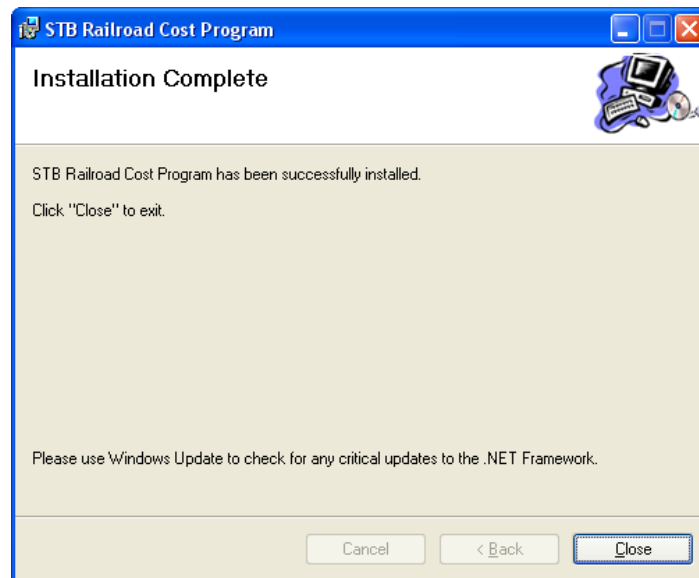 STB Railroad Cost Program
Installation Complete
STB Railroad Cost Program has been successfully installed.
Click "Close" to exit.
Please use Windows Update to check for any critical updates to the .NET Framework.
Cancel
< Back
Close